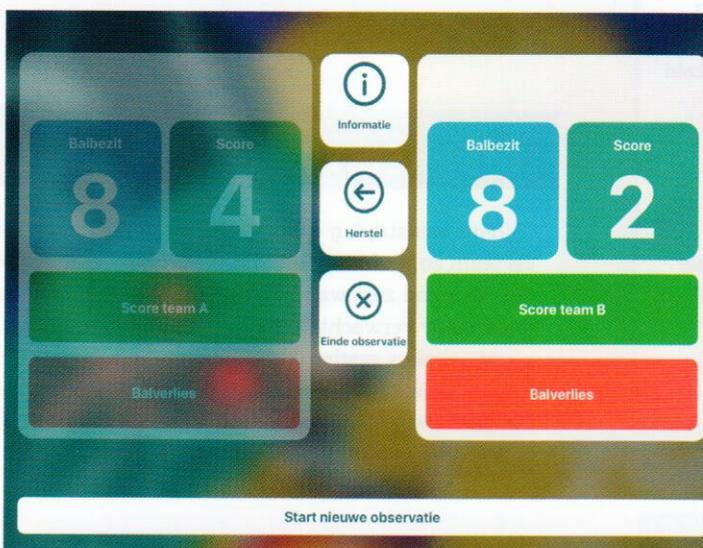 Balbezit
8
Score
4
Score team A
Balverlies
Informatie
Herstel
Einde observatie
Balbezit
8
Score
2
Score team B
Balverlies
Start nieuwe observatie